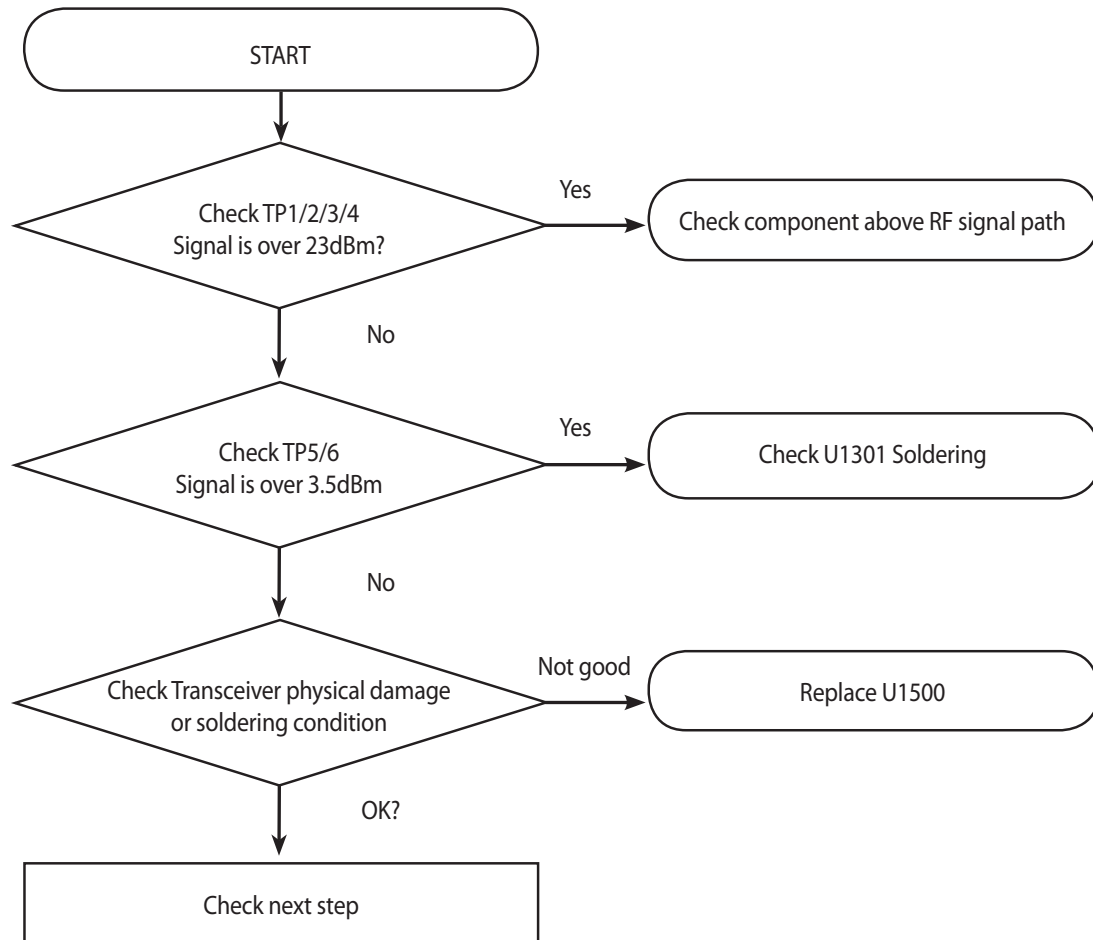 START
Check TP1/2/3/4
Signal is over 23dBm?
Yes
Check component above RF signal path
No
Check TP5/6
Signal is over 3.5dBm
Yes
Check U1301 Soldering
No
Check Transceiver physical damage
or soldering condition
Not good
Replace U1500
OK?
Check next step